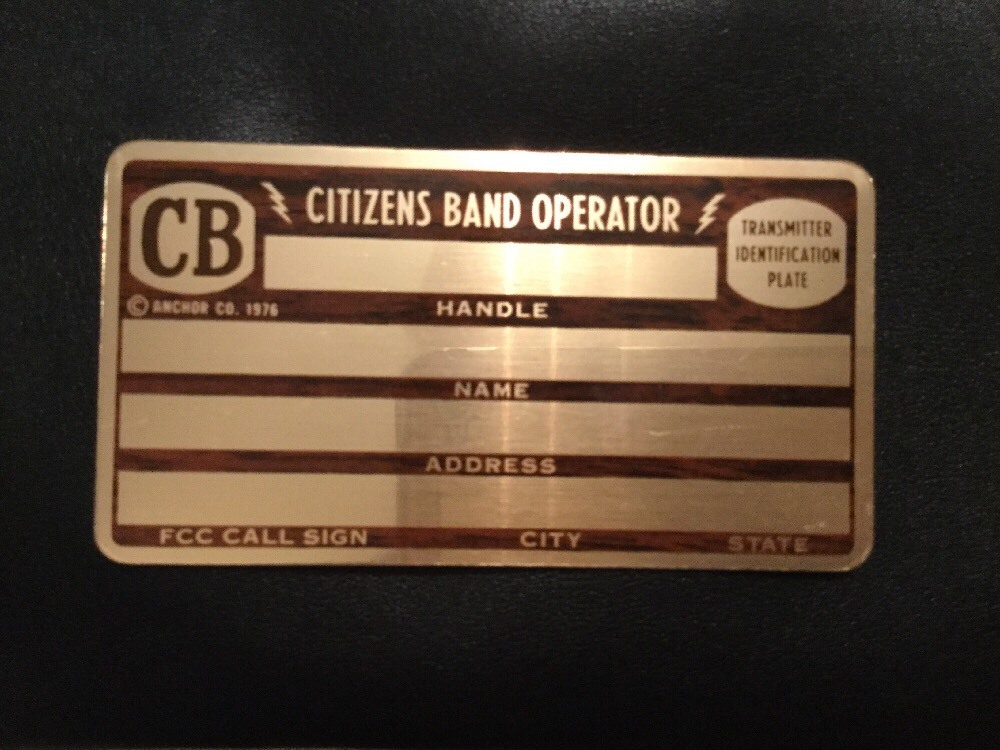 CB
CITIZENS BAND OPERATOR
TRANSMITTER
IDENTIFICATION
PLATE
© ANCHOR CO. 1976
HANDLE
NAME
ADDRESS
FCC CALL SIGN CITY STATE